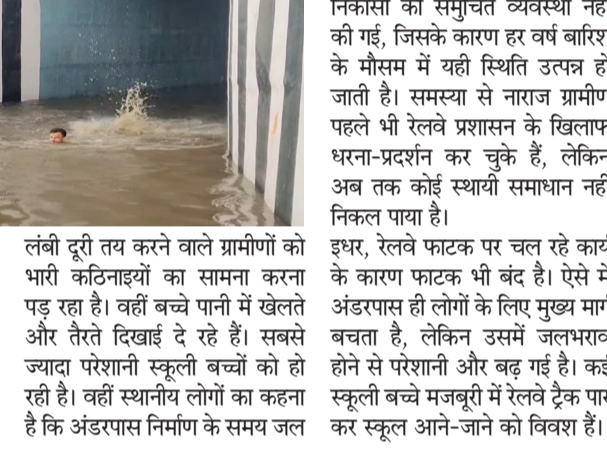 लंबी दूरी तय करने वाले ग्रामीणों को
भारी कठिनाइयों का सामना करना
पड़ रहा है। वहीं बच्चे पानी में खेलते
और तैरते दिखाई दे रहे हैं। सबसे
ज्यादा परेशानी स्कूली बच्चों को हो
रही है। वहीं स्थानीय लोगों का कहना
है कि अंडरपास निर्माण के समय जल
निकासी की समुचित व्यवस्था नह
की गई, जिसके कारण हर वर्ष बारिश
के मौसम में यही स्थिति उत्पन्न हो
जाती है। समस्या से नाराज ग्रामीण
पहले भी रेलवे प्रशासन के खिलाफ
धरना-प्रदर्शन कर चुके हैं, लेकिन
अब तक कोई स्थायी समाधान नह
निकल पाया है।
इधर, रेलवे फाटक पर चल रहे कार्य
के कारण फाटक भी बंद है। ऐसे मे
अंडरपास ही लोगों के लिए मुख्य मार्ग
बचता है, लेकिन उसमें जलभराव
होने से परेशानी और बढ़ गई है। कई
स्कूली बच्चे मजबूरी में रेलवे ट्रैक पार
कर स्कूल आने-जाने को विवश हैं।